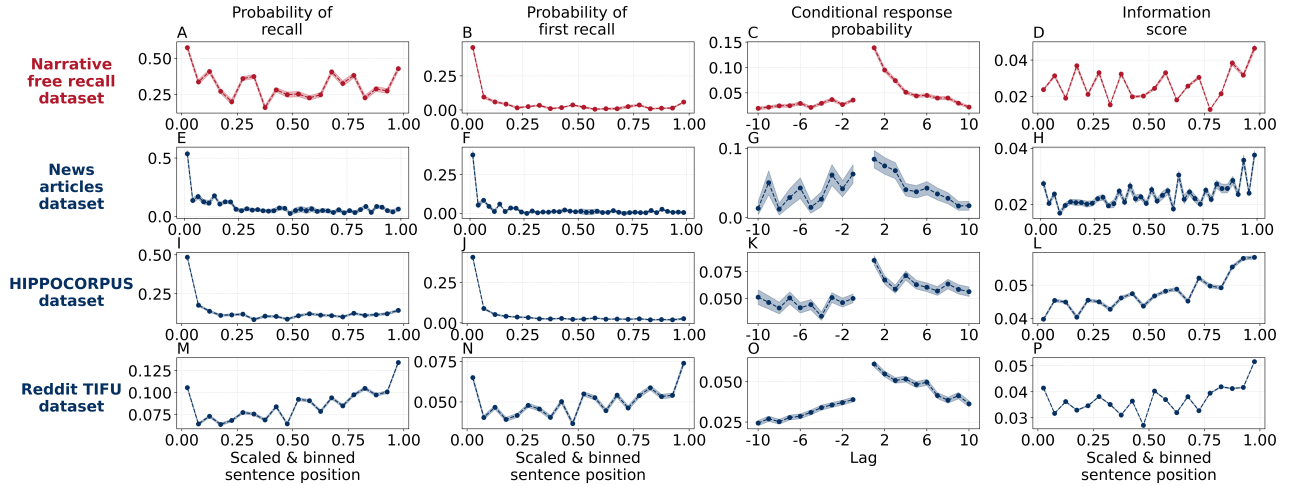 Probability of
recall
Probability of
first recall
Conditional response
probability
Information
score
A
B
C
D
Narrative
free recall
dataset
0.50
0.25
0.00 0.25 0.50 0.75 1.00
0.25
0.00
0.00 0.25 0.50 0.75 1.00
0.15
0.10
0.05
-10 -6 -2 2 6 10
0.04
0.02
0.00 0.25 0.50 0.75 1.00
E
F
G
H
News
articles
dataset
0.5
0.0
0.00 0.25 0.50 0.75 1.00
0.25
0.00
0.00 0.25 0.50 0.75 1.00
0.1
0.0
-10 -6 -2 2 6 10
0.04
0.02
0.00 0.25 0.50 0.75 1.00
I
J
K
L
HIPPOCORPUS
dataset
0.50
0.25
0.00 0.25 0.50 0.75 1.00
0.25
0.00
0.00 0.25 0.50 0.75 1.00
0.075
0.050
-10 -6 -2 2 6 10
0.05
0.04
0.00 0.25 0.50 0.75 1.00
M
N
O
P
Reddit TIFU
dataset
0.125
0.100
0.075
0.00 0.25 0.50 0.75 1.00
0.075
0.050
0.00 0.25 0.50 0.75 1.00
0.050
0.025
-10 -6 -2 2 6 10
0.05
0.04
0.03
0.00 0.25 0.50 0.75 1.00
Scaled & binned
sentence position
Scaled & binned
sentence position
Lag
Scaled & binned
sentence position